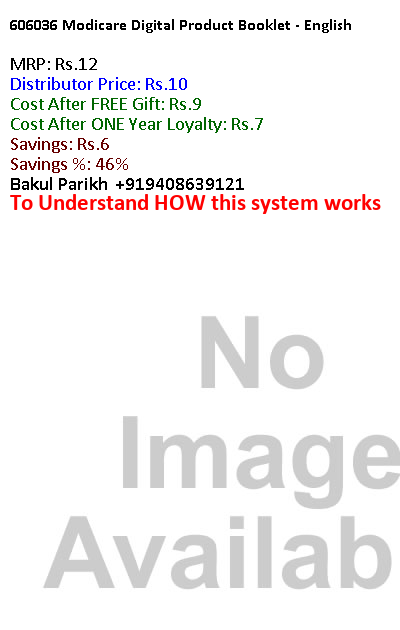 606036 Modicare Digital Product Booklet - English
MRP: Rs.12
Distributor Price: Rs.10
Cost After FREE Gift: Rs.9
Cost After ONE Year Loyalty: Rs.7
Savings: Rs.6
Savings %: 46%
Bakul Parikh +919408639121
To Understand HOW this system works
No
Image
Availab